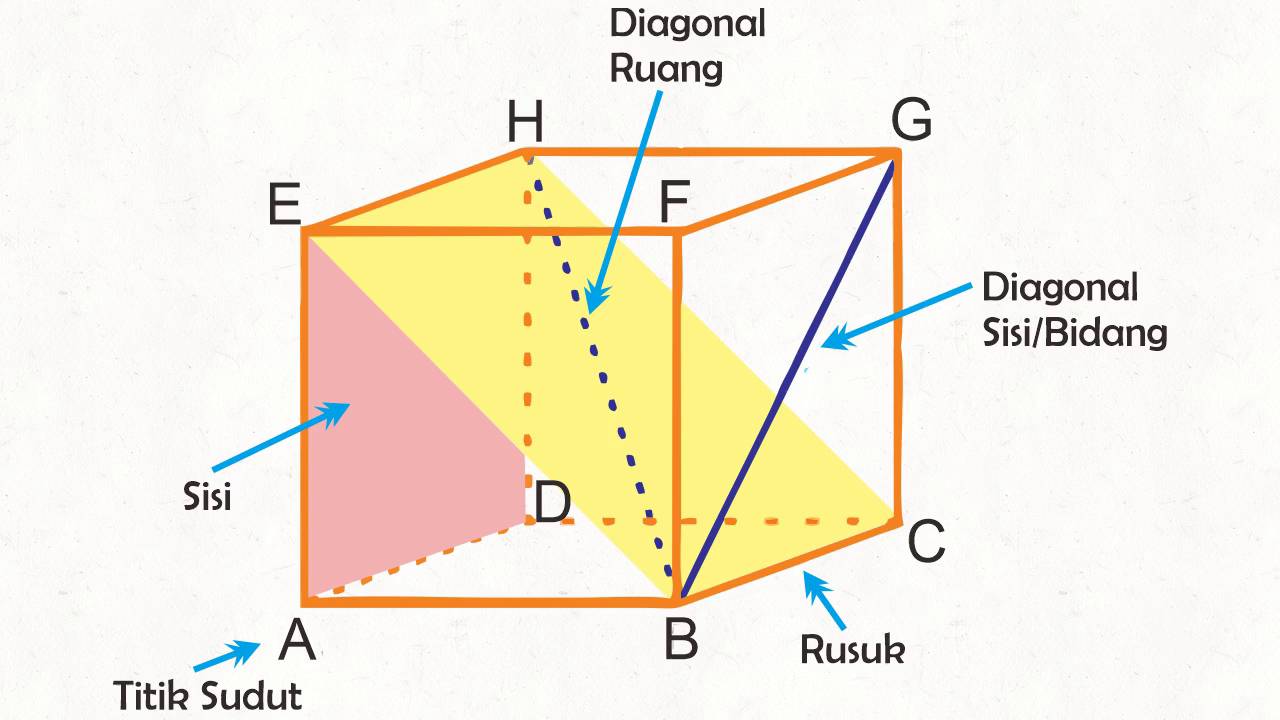 Diagonal
Ruang
H
G
E
F
Diagonal
Sisi/Bidang
Sisi
D
C
A
B
Rusuk
Titik Sudut